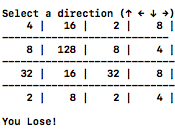 Select a direction (↑ ← ↓ →)
4 | 16 | 2 | 8 |
8 | 128 | 8 | 4 |
32 | 16 | 32 | 8 |
2 | 8 | 2 | 4 |
You Lose!